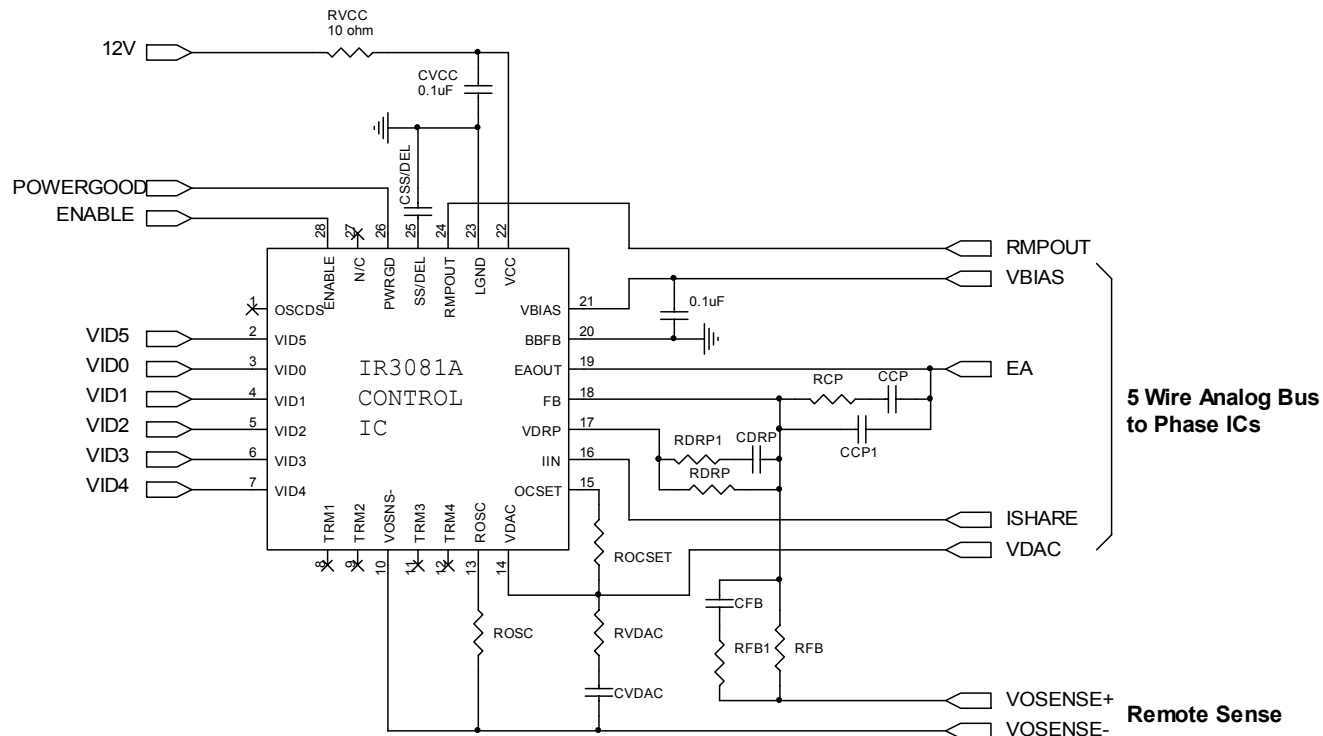 RVCC
10 ohm
12V
CVCC
0.1uF
CSS/DEL
POWERGOOD
ENABLE
28
27
26
25
24
23
22
ENABLE
N/C
PWRGD
SS/DEL
RMPOUT
LGND
VCC
RMPOUT
VBIAS
0.1uF
1
OSCDS
VBIAS
21
VID5
2
VID5
BBFB
20
VID0
3
VID0
IR3081A
EAOUT
19
EA
VID1
4
VID1
CONTROL
FB
18
RCP
CCP
VID2
5
VID2
IC
VDRP
17
CCP1
VID3
6
VID3
IIN
16
RDRP1
CDRP
RDRP
VID4
7
VID4
OCSET
15
5 Wire Analog Bus
to Phase ICs
ISHARE
VDAC
TRM1
TRM2
VOSNS-
TRM3
TRM4
ROSC
VDAC
8
9
10
11
12
13
14
ROCSET
ROSC
RVDAC
CVDAC
CFB
RFB1
RFB
VOSENSE+
VOSENSE-
Remote Sense